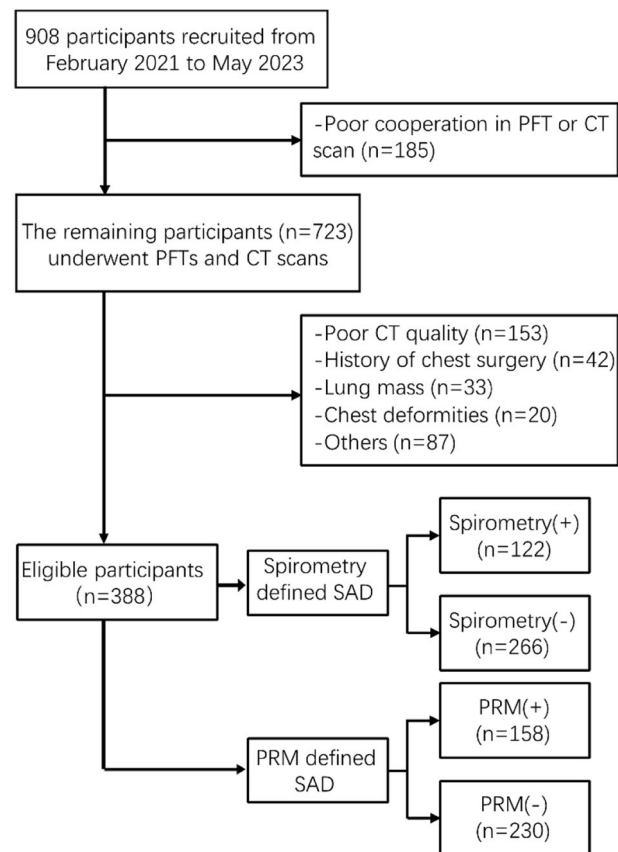 908 participants recruited from
February 2021 to May 2023
-Poor cooperation in PFT or CT
scan (n=185)
The remaining participants (n=723)
underwent PFTs and CT scans
-Poor CT quality (n=153)
-History of chest surgery (n=42)
-Lung mass (n=33)
-Chest deformities (n=20)
-Others (n=87)
Eligible participants
(n=388)
Spirometry
defined SAD
Spirometry(+)
(n=122)
Spirometry(-)
(n=266)
PRM defined
SAD
PRM(+)
(n=158)
PRM(-)
(n=230)